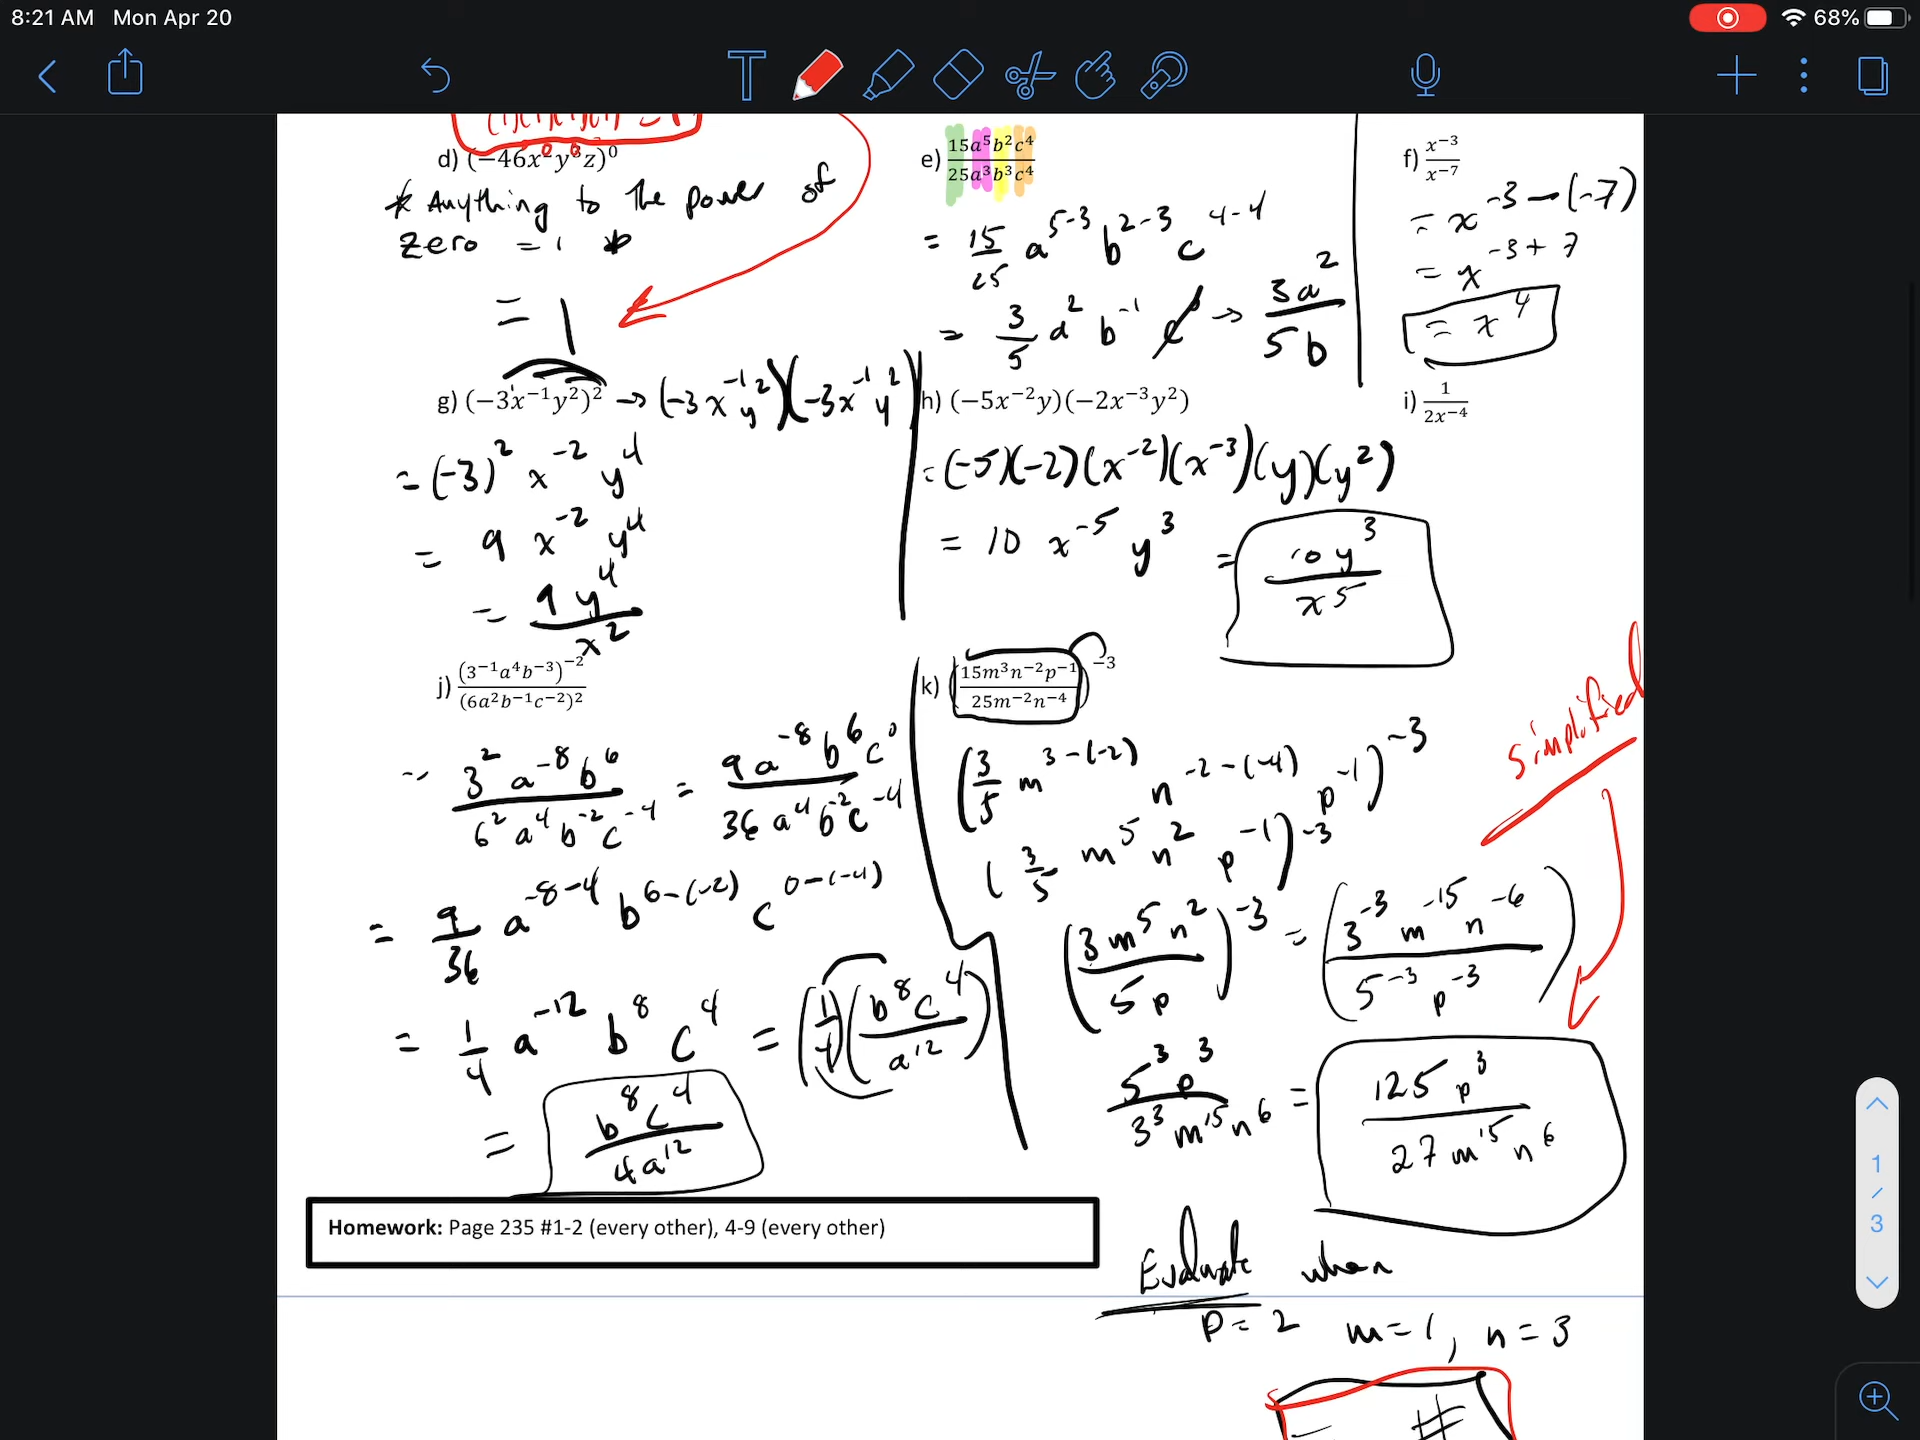 8:21 AM Mon Apr 20
68%
d) (−46x²y⁸z)⁰
* Anything to the power of
zero = 1 *
= 1
e) 15a⁵b²c⁴ / 25a³b³c⁴
= 15/25 a⁵⁻³ b²⁻³ c⁴⁻⁴
= 3/5 a² b⁻¹ c⁰ → 3a² / 5b
f) x⁻³ / x⁻⁷
= x⁻³⁻⁽⁻⁷⁾
= x⁻³⁺⁷
= x⁴
g) (−3x⁻¹y²)² → (−3x⁻¹y²)(−3x⁻¹y²)
= (−3)² x⁻² y⁴
= 9 x⁻² y⁴
= 9y⁴ / x²
h) (−5x⁻²y)(−2x⁻³y²)
= (−5)(−2)(x⁻²)(x⁻³)(y)(y²)
= 10 x⁻⁵ y³ = 10y³ / x⁵
i) 1 / 2x⁻⁴
j) (3⁻¹a⁴b⁻³)⁻² / (6a²b⁻¹c⁻²)²
= 3² a⁻⁸ b⁶ / 6² a⁴ b⁻² c⁻⁴ = 9a⁻⁸b⁶c⁰ / 36a⁴b⁻²c⁻⁴
= 9/36 a⁻⁸⁻⁴ b⁶⁻⁽⁻²⁾ c⁰⁻⁽⁻⁴⁾
= 1/4 a⁻¹² b⁸ c⁴ = (1/4)(b⁸c⁴ / a¹²)
= b⁸c⁴ / 4a¹²
k) (15m³n⁻²p⁻¹ / 25m⁻²n⁻⁴)⁻³
(3/5 m³⁻⁽⁻²⁾ n⁻²⁻⁽⁻⁴⁾ p⁻¹)⁻³
(3/5 m⁵ n² p⁻¹)⁻³
(3m⁵n² / 5p)⁻³ = (3⁻³ m⁻¹⁵ n⁻⁶ / 5⁻³ p⁻³)
5³p³ / 3³m¹⁵n⁶ = 125p³ / 27m¹⁵n⁶
simplified
Homework: Page 235 #1-2 (every other), 4-9 (every other)
Evaluate when
p = 2 m = 1, n = 3
= #
1
/
3